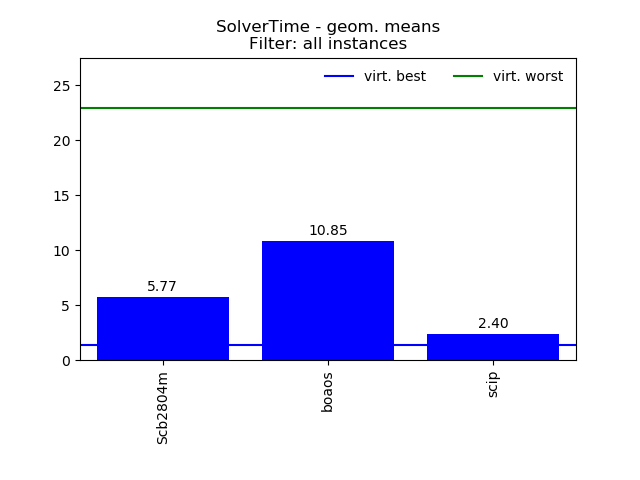 SolverTime - geom. means
Filter: all instances
virt. best
virt. worst
25
20
15
10
5
0
5.77
10.85
2.40
Scb2804m
boaos
scip